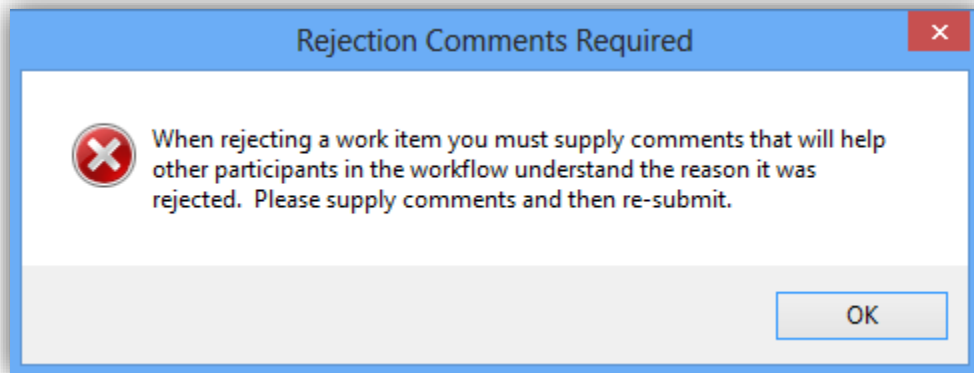 Rejection Comments Required
When rejecting a work item you must supply comments that will help
other participants in the workflow understand the reason it was
rejected.  Please supply comments and then re-submit.
OK